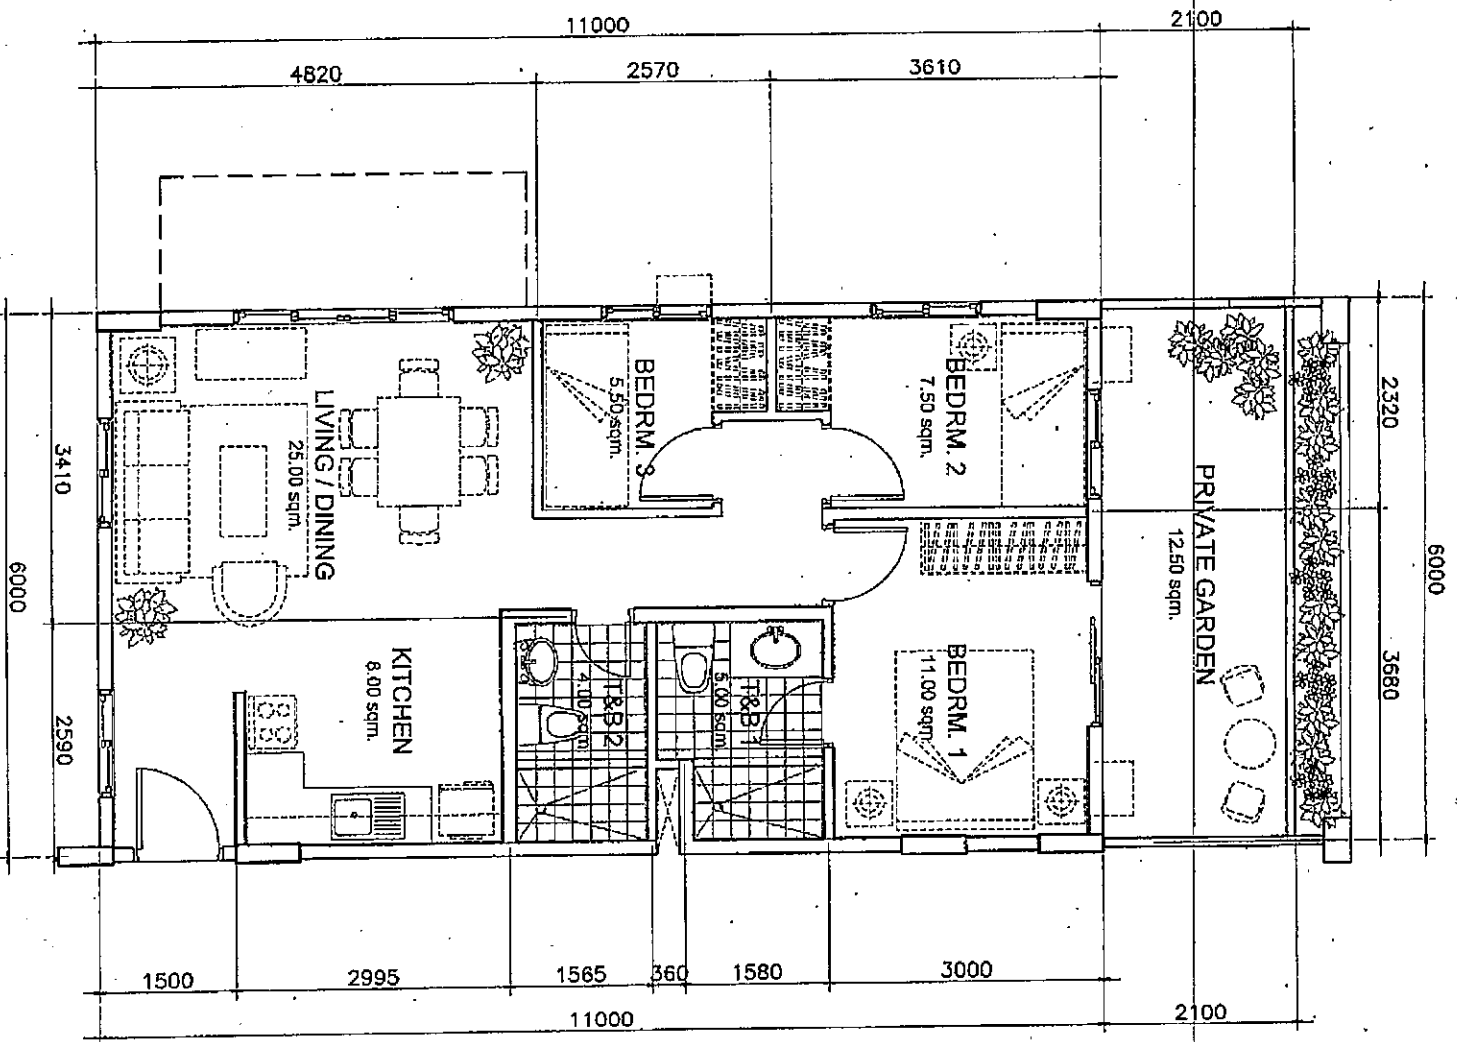 11000
2100
4820
2570
3610
LIVING / DINING
25.00 sqm.
BEDRM. 3
5.50 sqm.
BEDRM. 2
7.50 sqm.
PRIVATE GARDEN
12.50 sqm.
KITCHEN
8.00 sqm.
T&B 2
4.00 sqm.
T&B 1
5.00 sqm.
BEDRM. 1
11.00 sqm.
3410
6000
2590
2320
6000
3680
1500
2995
1565
360
1580
3000
11000
2100